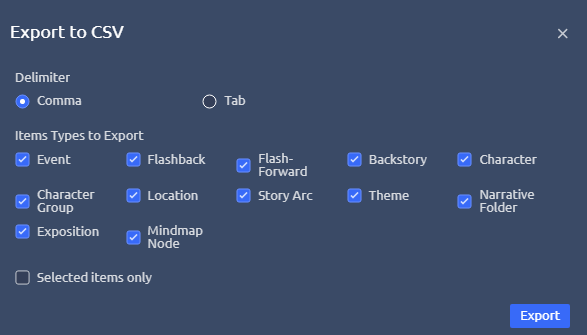 Export to CSV
Delimiter
Comma Tab
Items Types to Export
Event Flashback Flash-
Forward Backstory Character
Character
Group Location Story Arc Theme Narrative
Folder
Exposition Mindmap
Node
Selected items only
Export